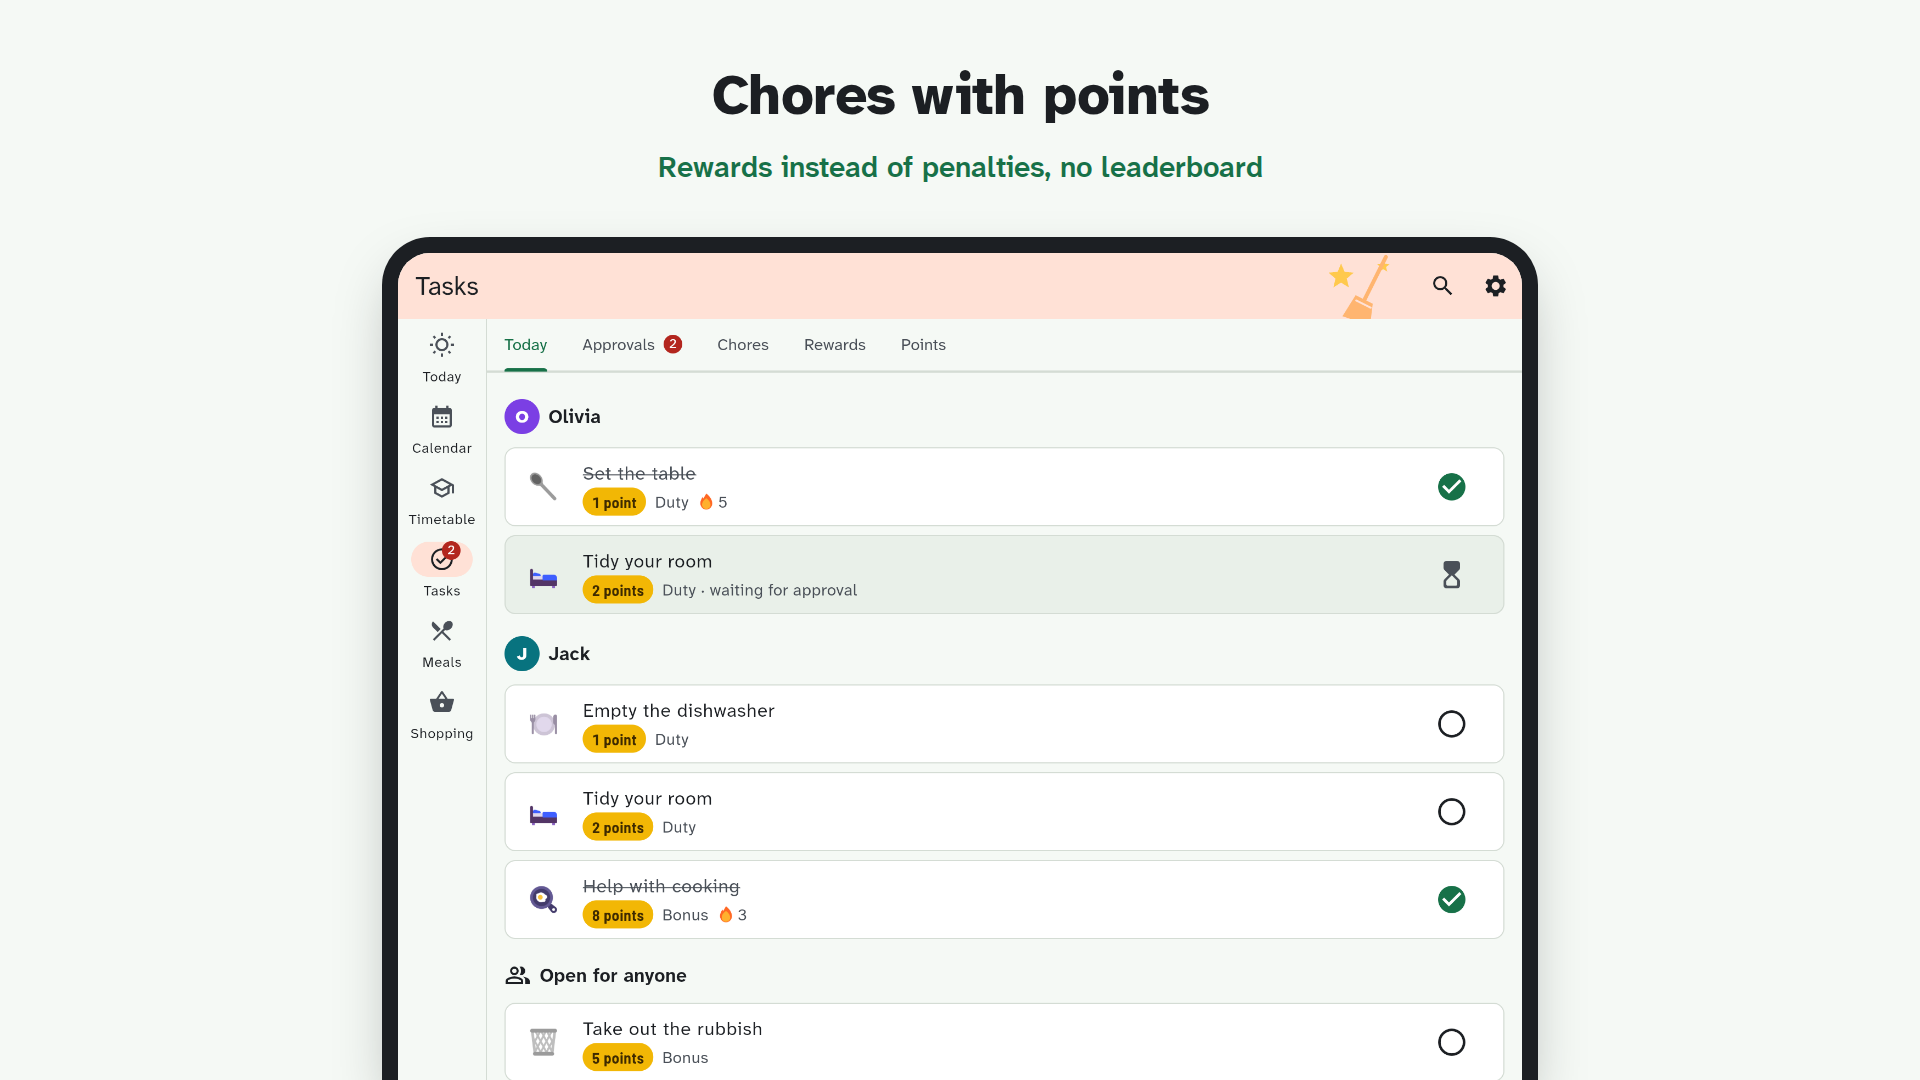 Chores with points
Rewards instead of penalties, no leaderboard
Tasks
Today
Calendar
Timetable
2
Tasks
Meals
Shopping
Today
Approvals 2
Chores
Rewards
Points
O Olivia
Set the table
1 point Duty 🔥 5
Tidy your room
2 points Duty · waiting for approval
J Jack
Empty the dishwasher
1 point Duty
Tidy your room
2 points Duty
Help with cooking
8 points Bonus 🔥 3
Open for anyone
Take out the rubbish
5 points Bonus